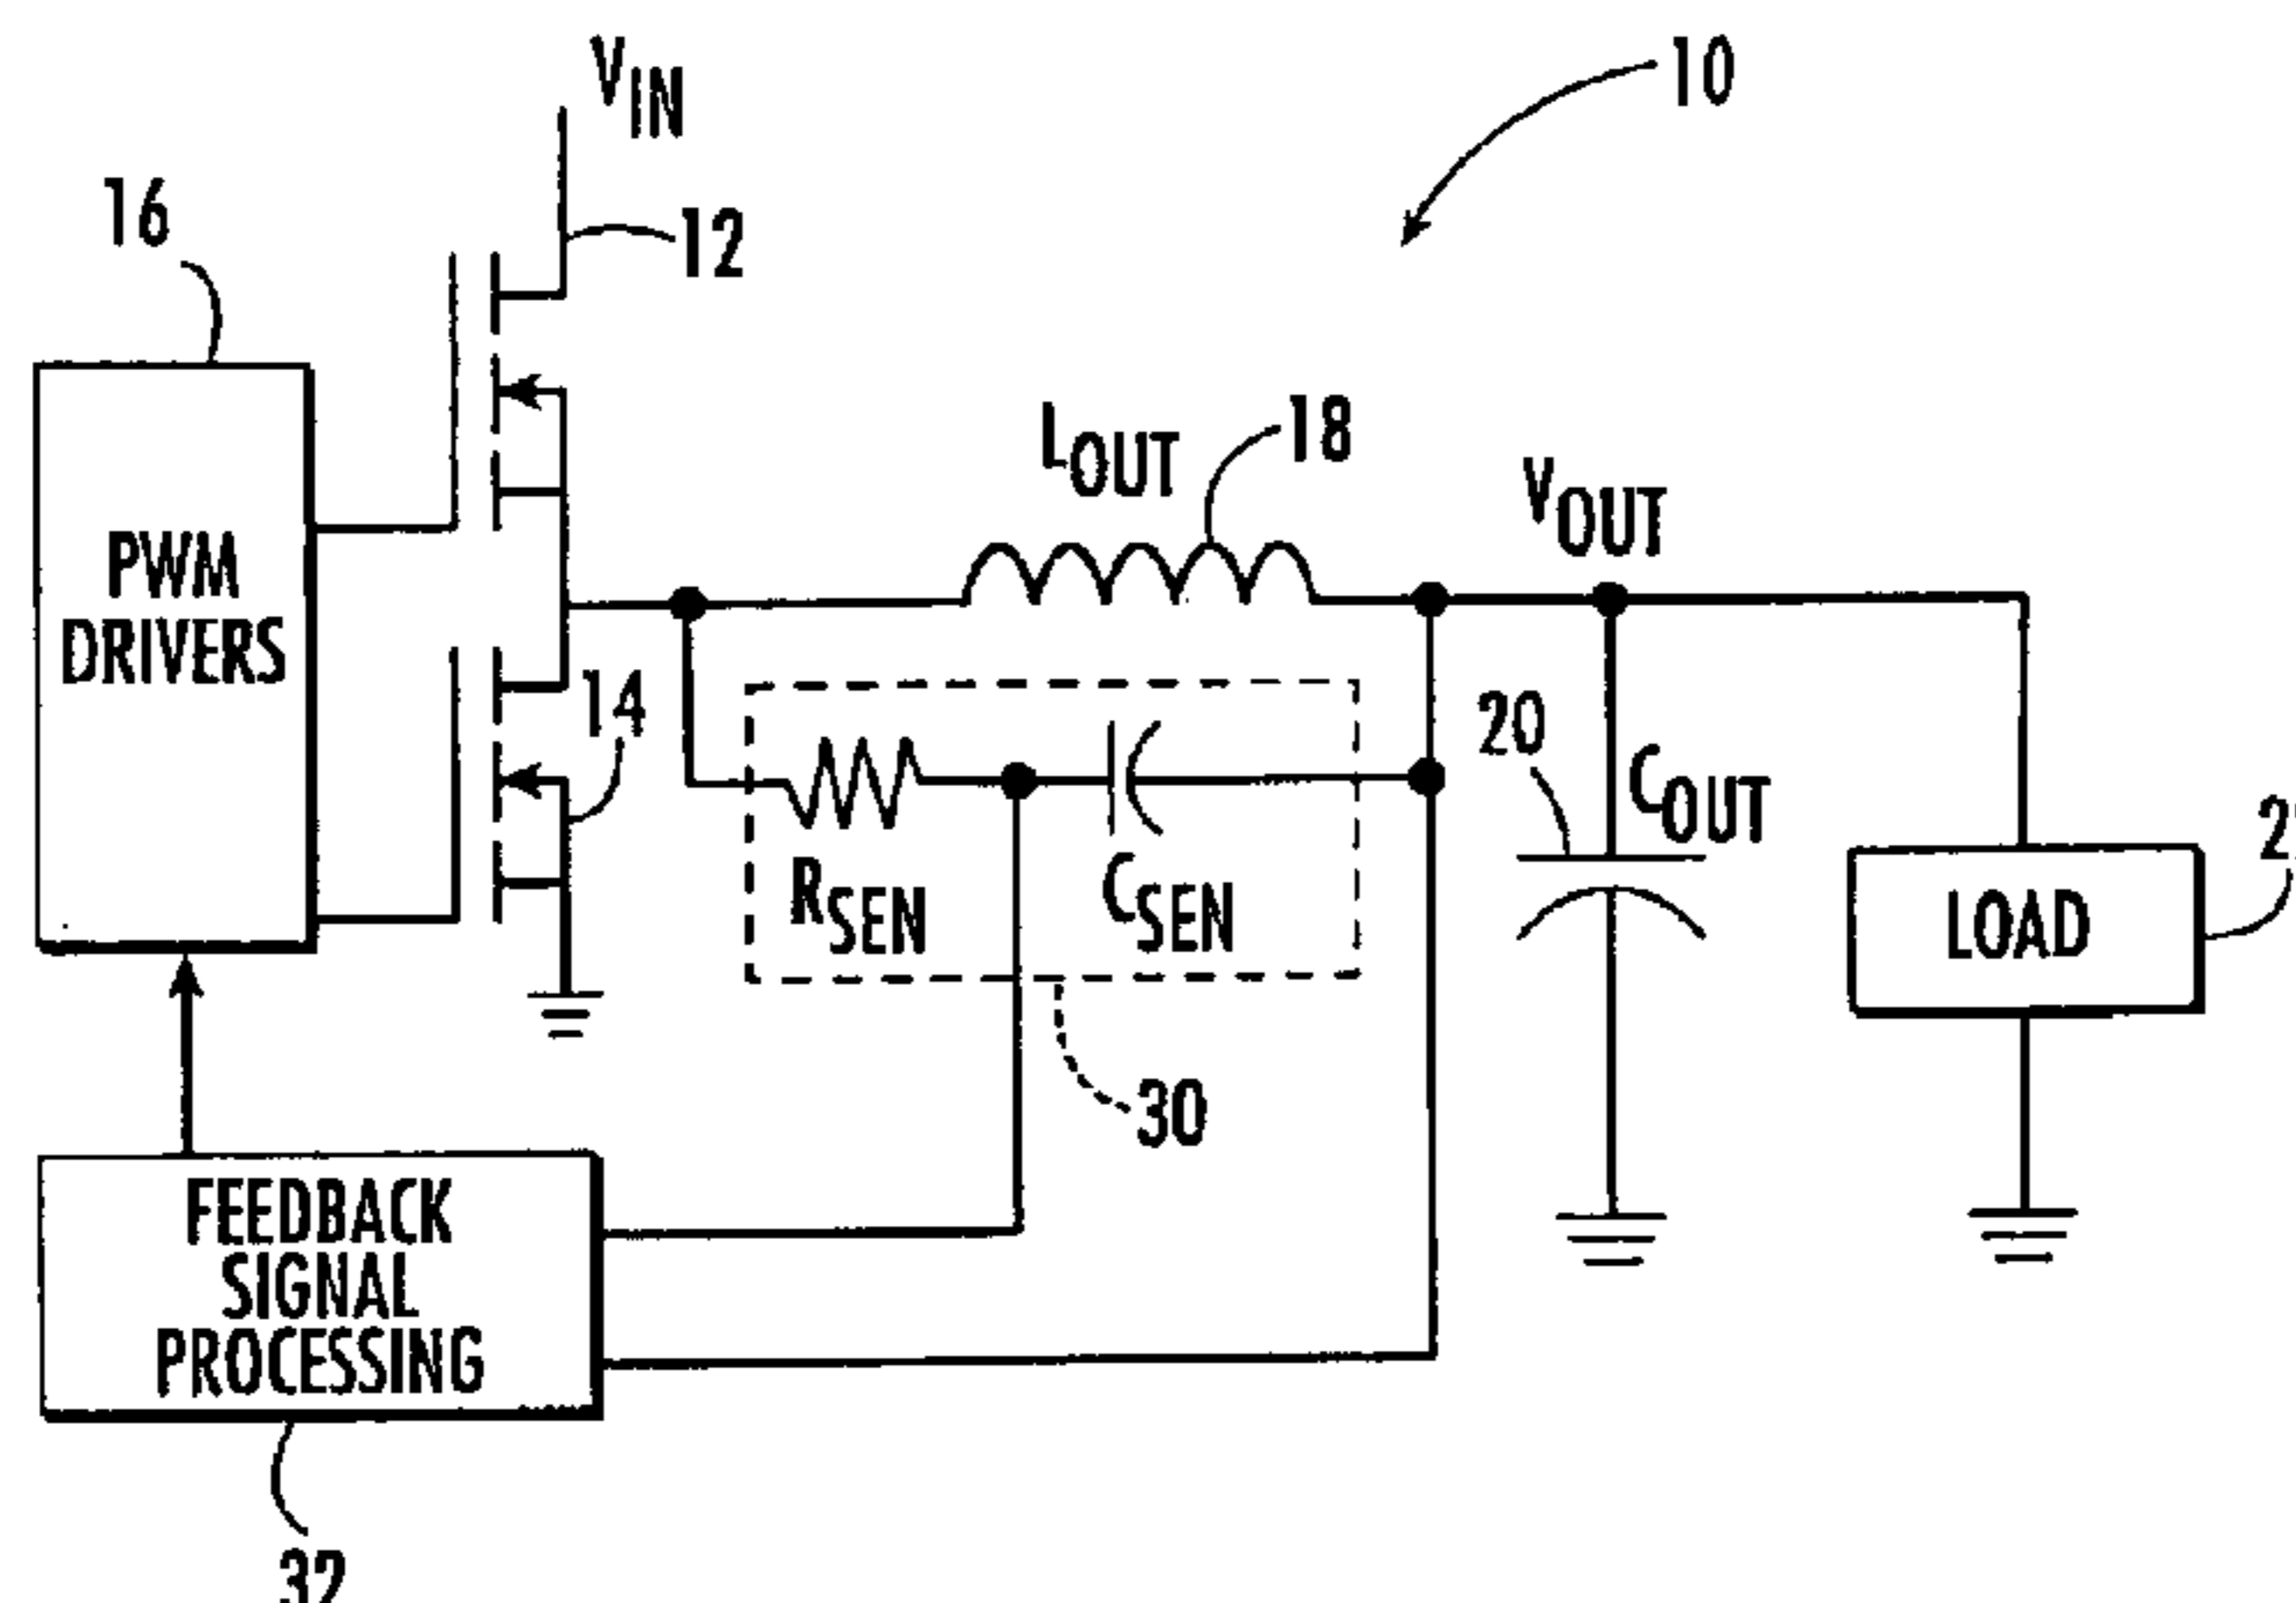 V_IN
10
16
12
L_OUT
18
V_OUT
PWM
DRIVERS
14
20
C_OUT
R_SEN
C_SEN
LOAD
30
FEEDBACK
SIGNAL
PROCESSING
32